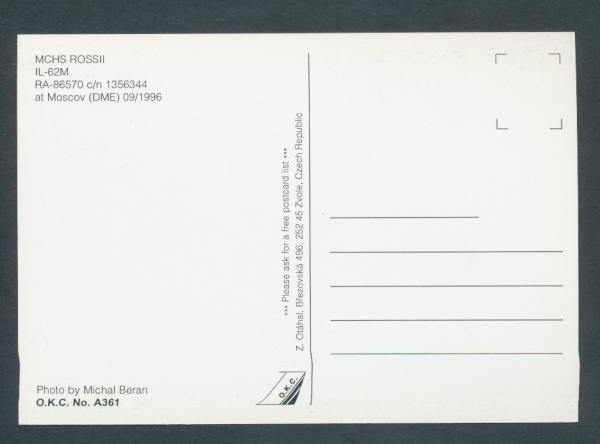 MCHS ROSSII
IL-62M
RA-86570 c/n 1356344
at Moscov (DME) 09/1996
*** Please ask for a free postcard list ***
Z. Otáhal, Březovská 496, 252 45 Zvole, Czech Republic
Photo by Michal Beran
O.K.C. No. A361
O.K.C.